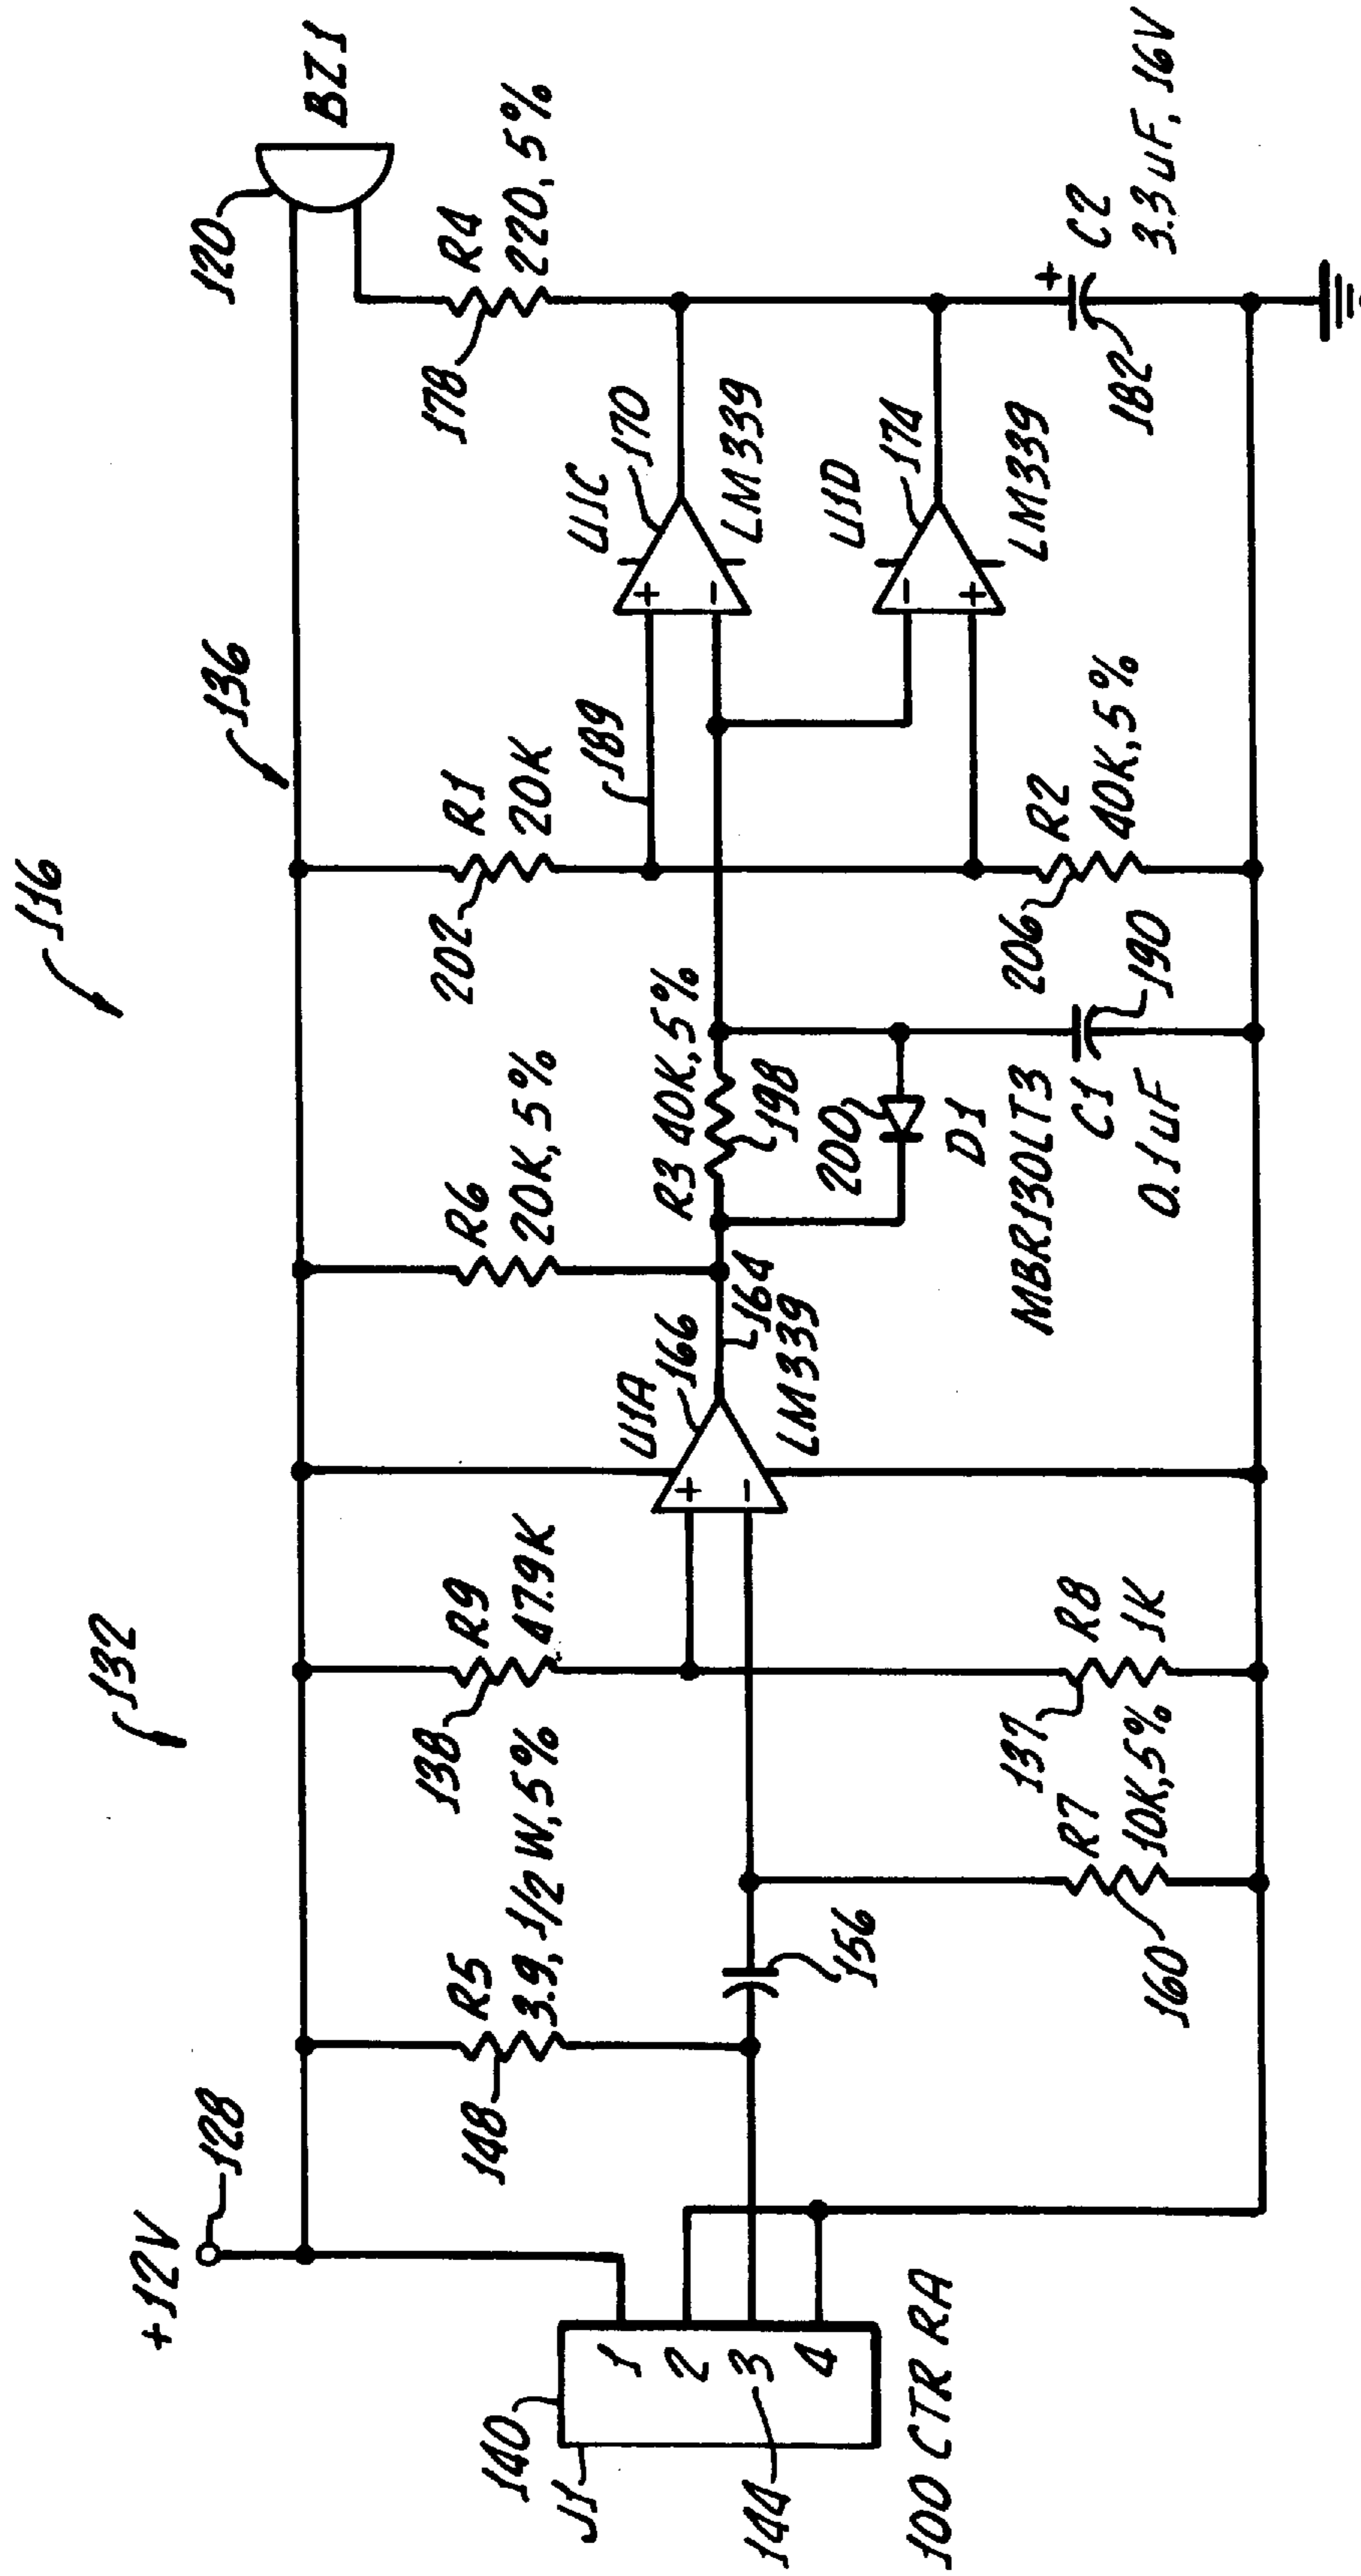 116
132
136
+12V
128
120
BZ1
R5
3.9, 1/2 W, 5%
148
R9
47.9K
138
R6
20K, 5%
R1
20K
202
R4
220, 5%
178
140
J1
1
2
3
4
144
100 CTR RA
156
R7
10K, 5%
160
R8
1K
137
U1A
166
+
-
LM339
164
R3 40K, 5%
198
200
D1
MBR130LT3
C1
0.1uF
190
189
U1C
170
+
-
LM339
U1D
174
-
+
LM339
R2
40K, 5%
206
+
C2
3.3uF, 16V
182